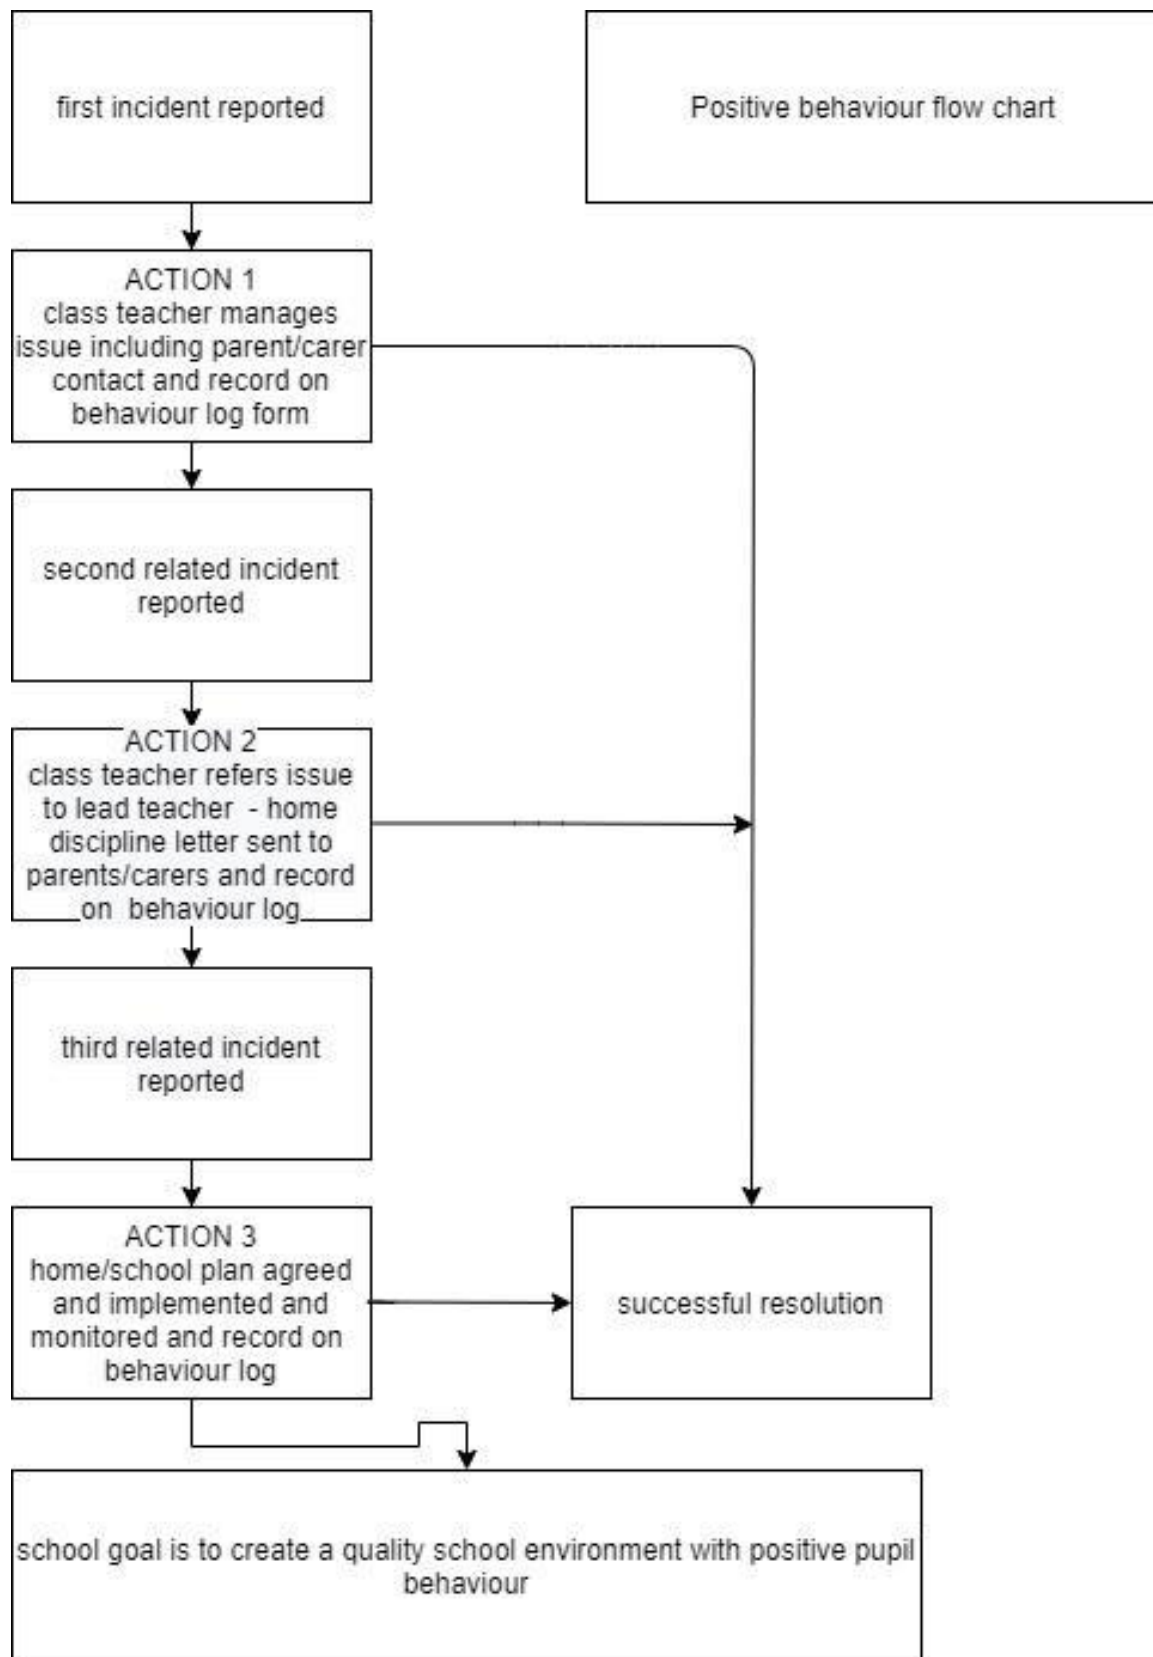 first incident reported
Positive behaviour flow chart
ACTION 1
class teacher manages
issue including parent/carer
contact and record on
behaviour log form
second related incident
reported
ACTION 2
class teacher refers issue
to lead teacher - home
discipline letter sent to
parents/carers and record
on behaviour log
third related incident
reported
ACTION 3
home/school plan agreed
and implemented and
monitored and record on
behaviour log
successful resolution
school goal is to create a quality school environment with positive pupil
behaviour